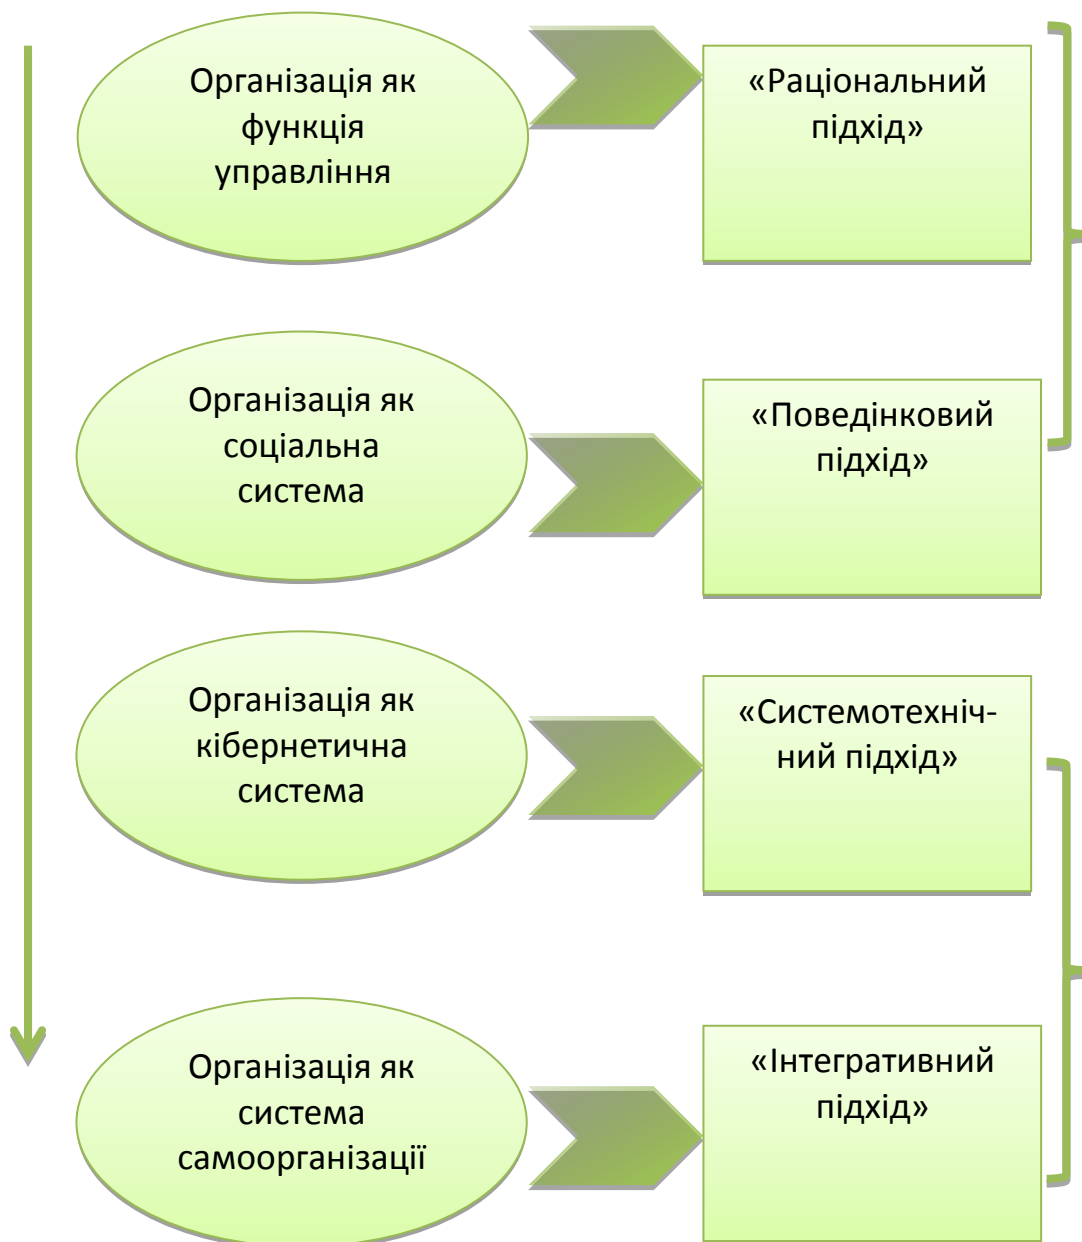 Організація як
функція
управління
«Раціональний
підхід»
Організація як
соціальна
система
«Поведінковий
підхід»
Організація як
кібернетична
система
«Системотехніч-
ний підхід»
Організація як
система
самоорганізації
«Інтегративний
підхід»